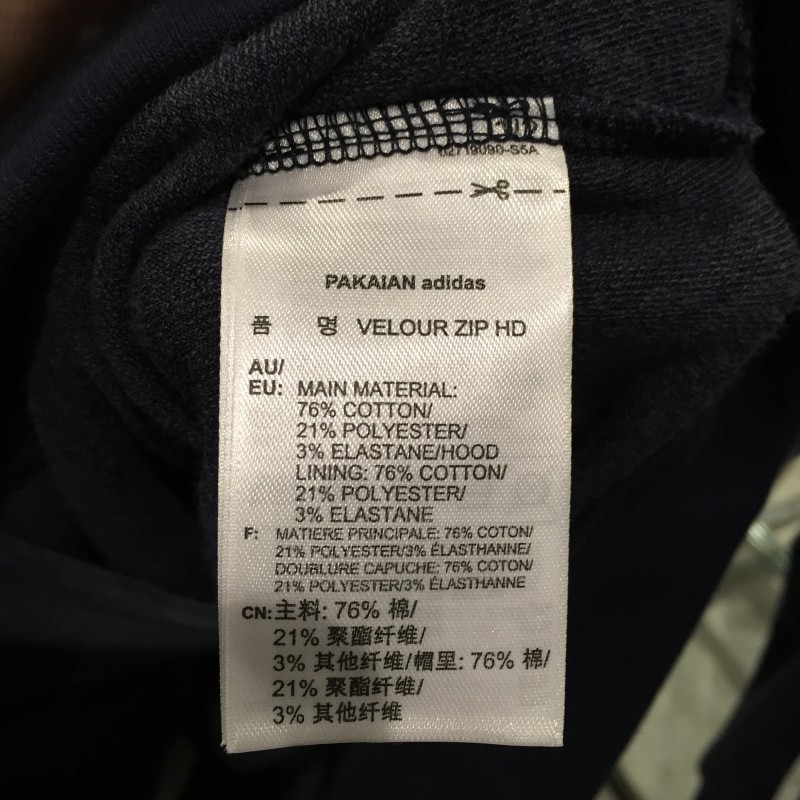 02719090-S5A
PAKAIAN adidas
품 명 VELOUR ZIP HD
AU/
EU: MAIN MATERIAL:
76% COTTON/
21% POLYESTER/
3% ELASTANE/HOOD
LINING: 76% COTTON/
21% POLYESTER/
3% ELASTANE
F: MATIERE PRINCIPALE: 76% COTON/
21% POLYESTER/3% ÉLASTHANNE/
DOUBLURE CAPUCHE: 76% COTON/
21% POLYESTER/3% ÉLASTHANNE
CN: 主料: 76% 棉/
21% 聚酯纤维/
3% 其他纤维/帽里: 76% 棉/
21% 聚酯纤维/
3% 其他纤维